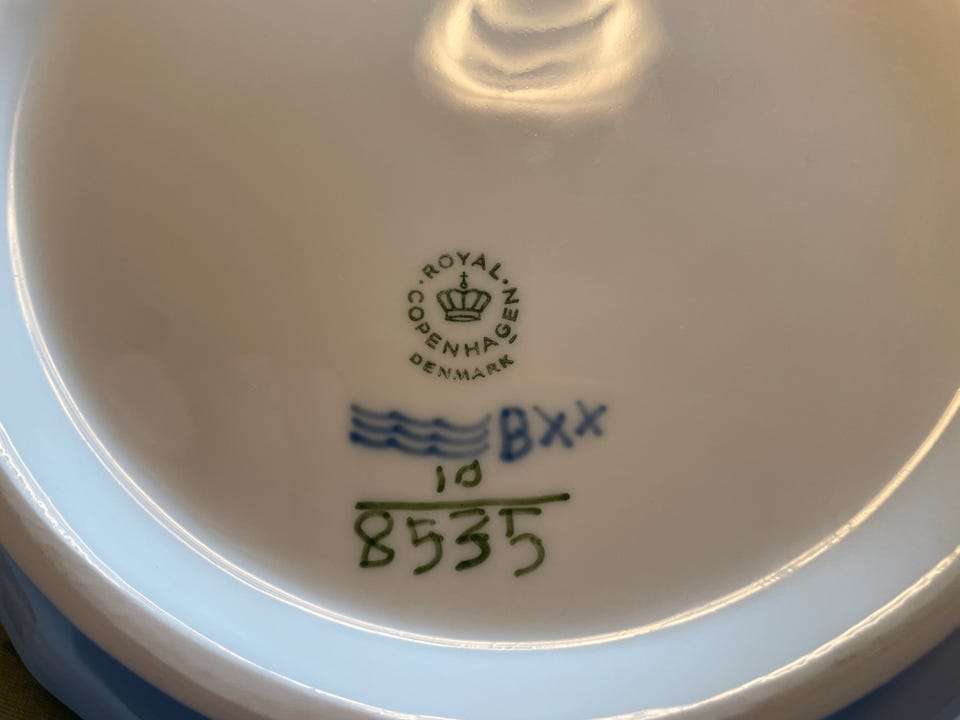 ROYAL
COPENHAGEN
DENMARK
BXX
10
8535